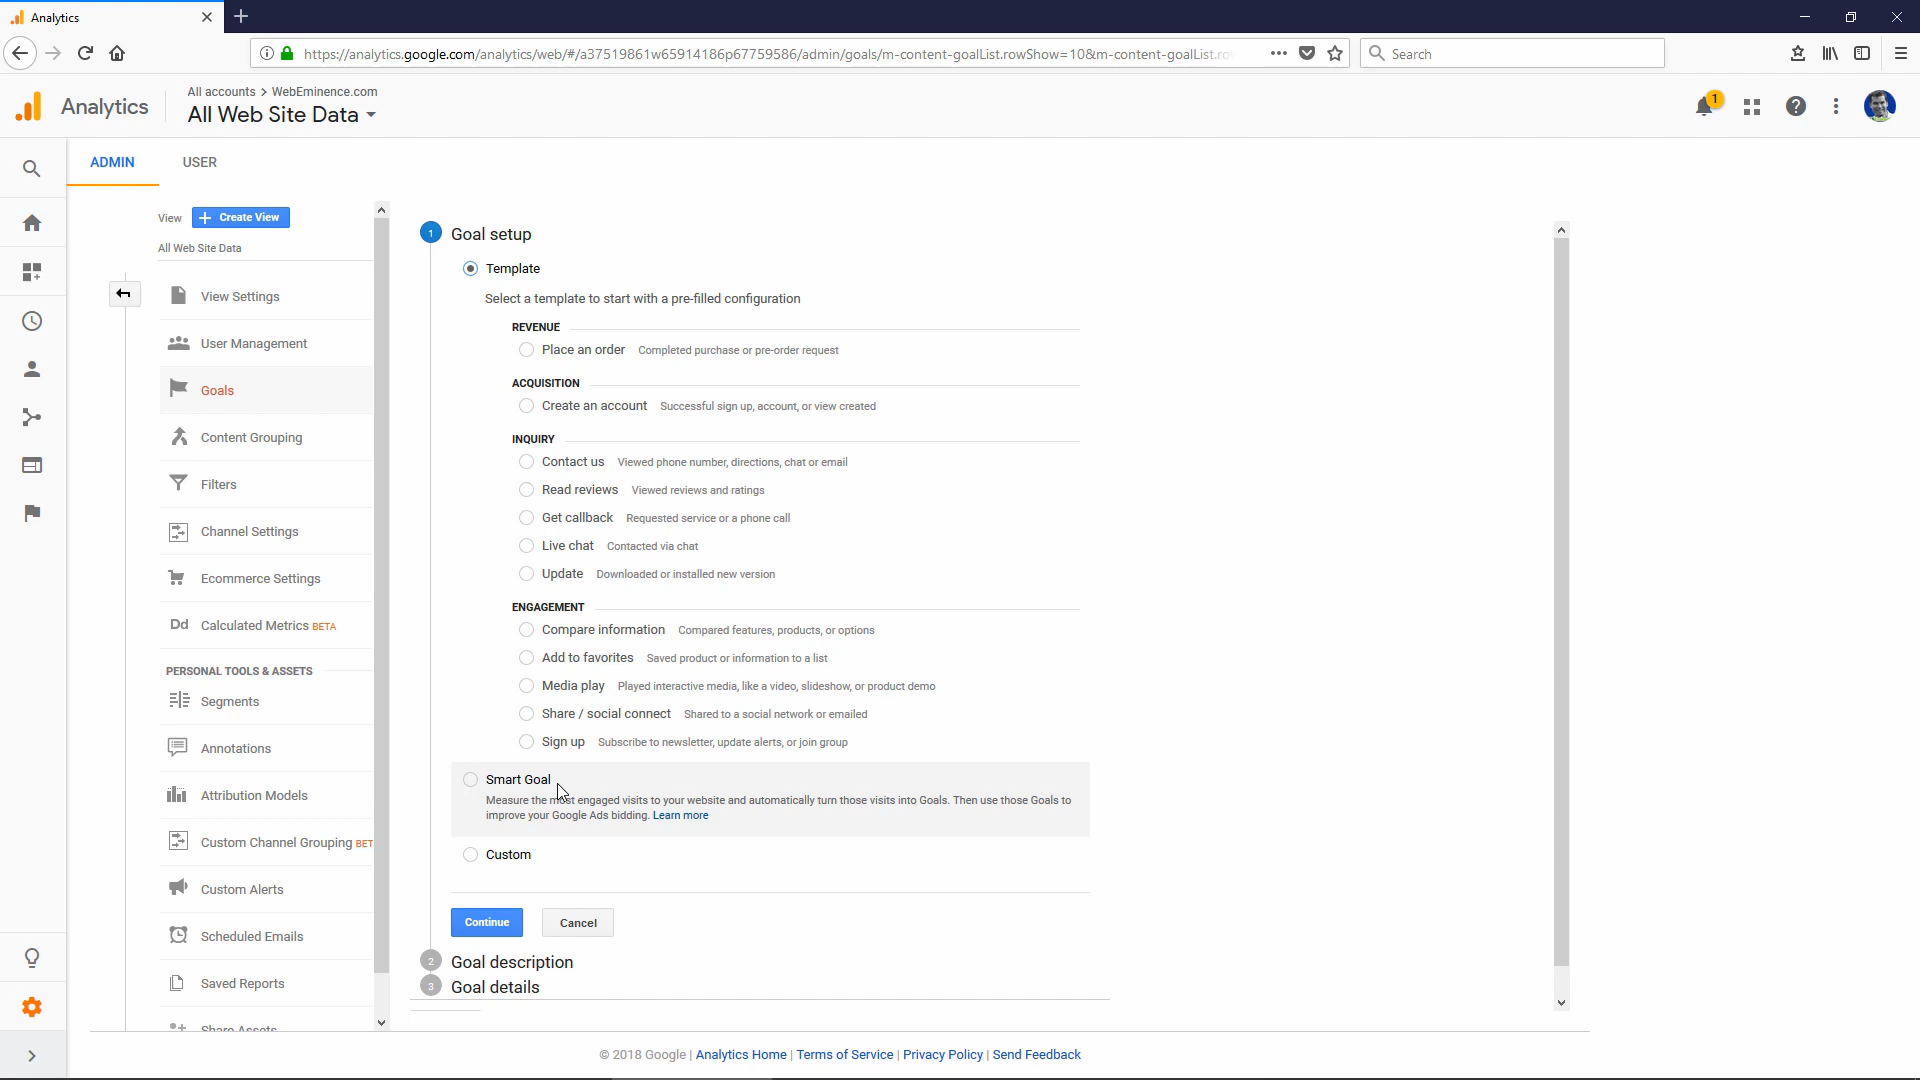 Analytics
https://analytics.google.com/analytics/web/#/a37519861w65914186p67759586/admin/goals/m-content-goalList.rowShow=10&m-content-goalList.ro
Search
Analytics
All accounts > WebEminence.com
All Web Site Data
1
ADMIN
USER
View
Create View
All Web Site Data
View Settings
User Management
Goals
Content Grouping
Filters
Channel Settings
Ecommerce Settings
Dd Calculated Metrics BETA
PERSONAL TOOLS & ASSETS
Segments
Annotations
Attribution Models
Custom Channel Grouping BET
Custom Alerts
Scheduled Emails
Saved Reports
Share Assets
1 Goal setup
Template
Select a template to start with a pre-filled configuration
REVENUE
Place an order Completed purchase or pre-order request
ACQUISITION
Create an account Successful sign up, account, or view created
INQUIRY
Contact us Viewed phone number, directions, chat or email
Read reviews Viewed reviews and ratings
Get callback Requested service or a phone call
Live chat Contacted via chat
Update Downloaded or installed new version
ENGAGEMENT
Compare information Compared features, products, or options
Add to favorites Saved product or information to a list
Media play Played interactive media, like a video, slideshow, or product demo
Share / social connect Shared to a social network or emailed
Sign up Subscribe to newsletter, update alerts, or join group
Smart Goal
Measure the most engaged visits to your website and automatically turn those visits into Goals. Then use those Goals to
improve your Google Ads bidding. Learn more
Custom
Continue
Cancel
2 Goal description
3 Goal details
© 2018 Google | Analytics Home | Terms of Service | Privacy Policy | Send Feedback